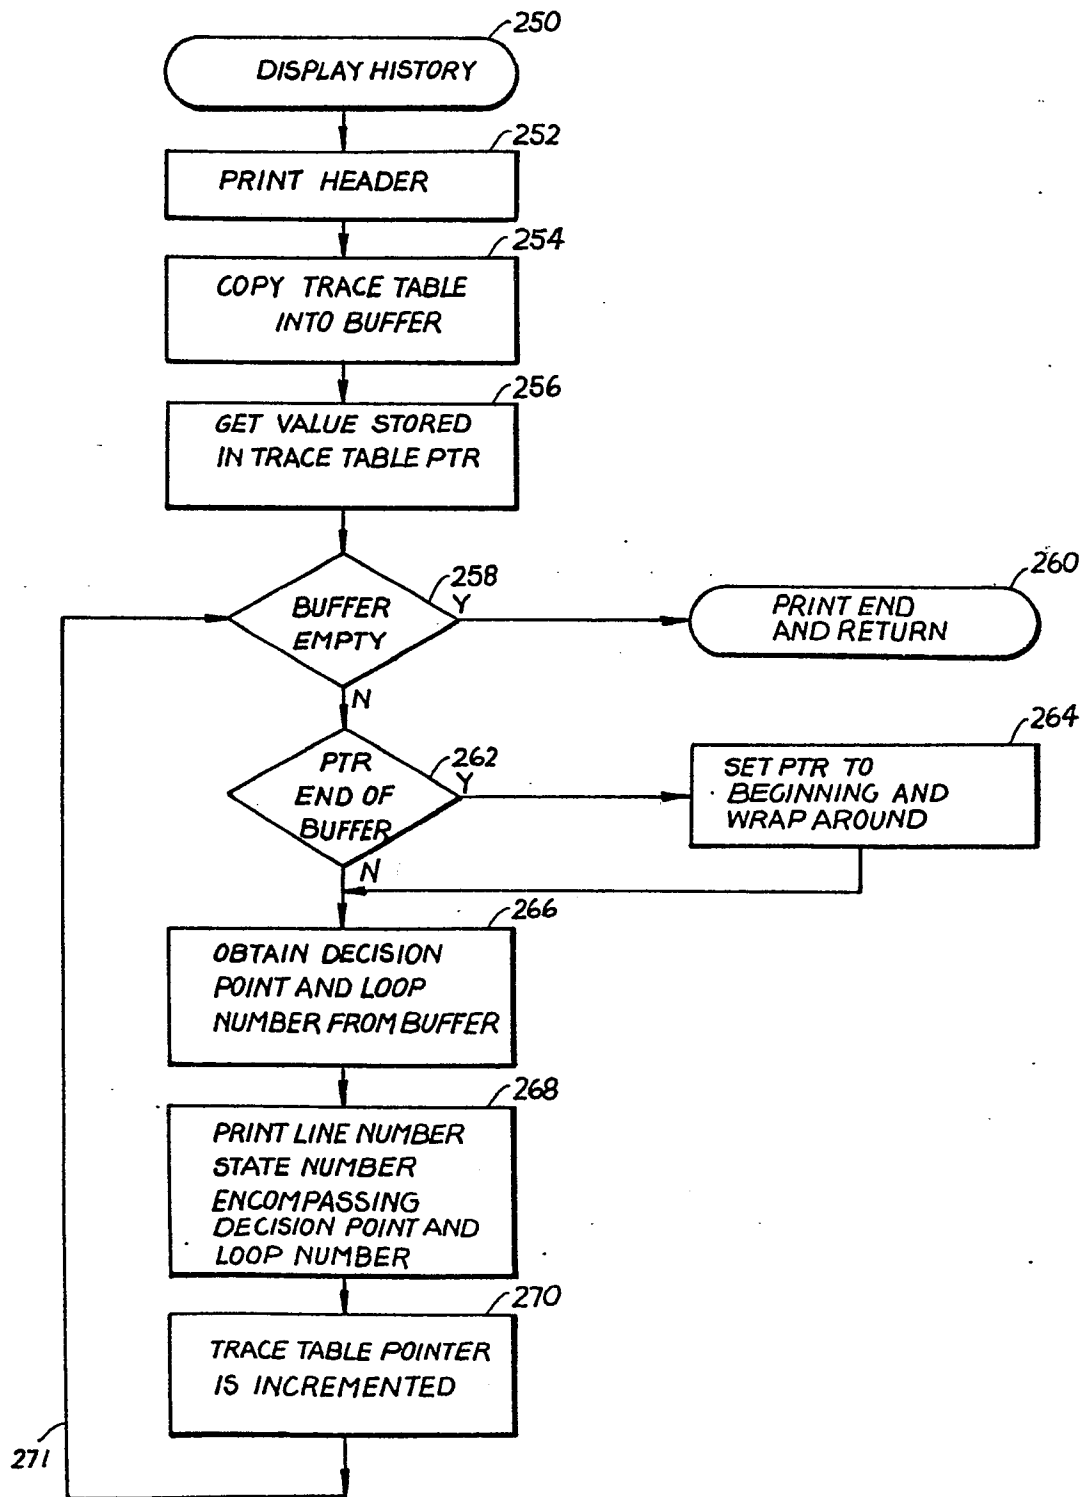 250
DISPLAY HISTORY
252
PRINT HEADER
254
COPY TRACE TABLE
INTO BUFFER
256
GET VALUE STORED
IN TRACE TABLE PTR
258
BUFFER
EMPTY
Y
N
260
PRINT END
AND RETURN
262
PTR
END OF
BUFFER
Y
N
264
SET PTR TO
BEGINNING AND
WRAP AROUND
266
OBTAIN DECISION
POINT AND LOOP
NUMBER FROM BUFFER
268
PRINT LINE NUMBER
STATE NUMBER
ENCOMPASSING
DECISION POINT AND
LOOP NUMBER
270
TRACE TABLE POINTER
IS INCREMENTED
271